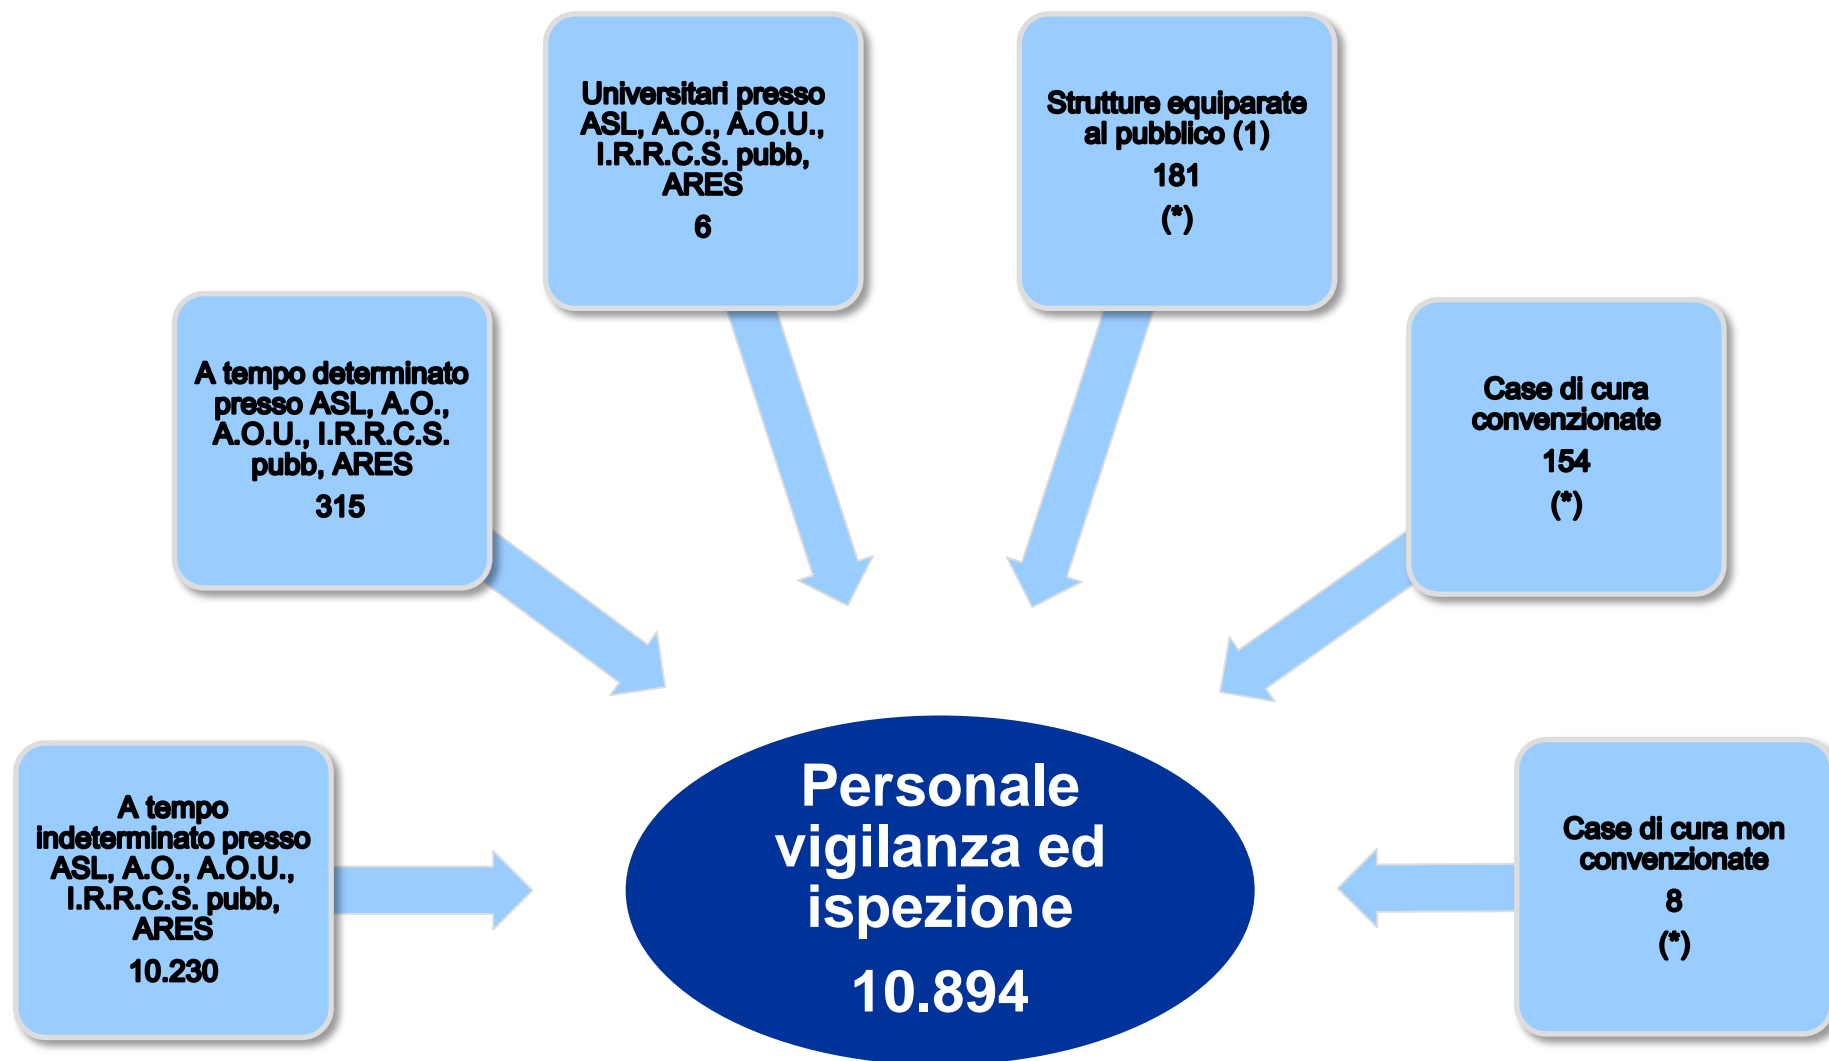 Universitari presso
ASL, A.O., A.O.U.,
I.R.R.C.S. pubb,
ARES
6
Strutture equiparate
al pubblico (1)
181
(*)
A tempo determinato
presso ASL, A.O.,
A.O.U., I.R.R.C.S.
pubb, ARES
315
Case di cura
convenzionate
154
(*)
A tempo
indeterminato presso
ASL, A.O., A.O.U.,
I.R.R.C.S. pubb,
ARES
10.230
Personale
vigilanza ed
ispezione
10.894
Case di cura non
convenzionate
8
(*)